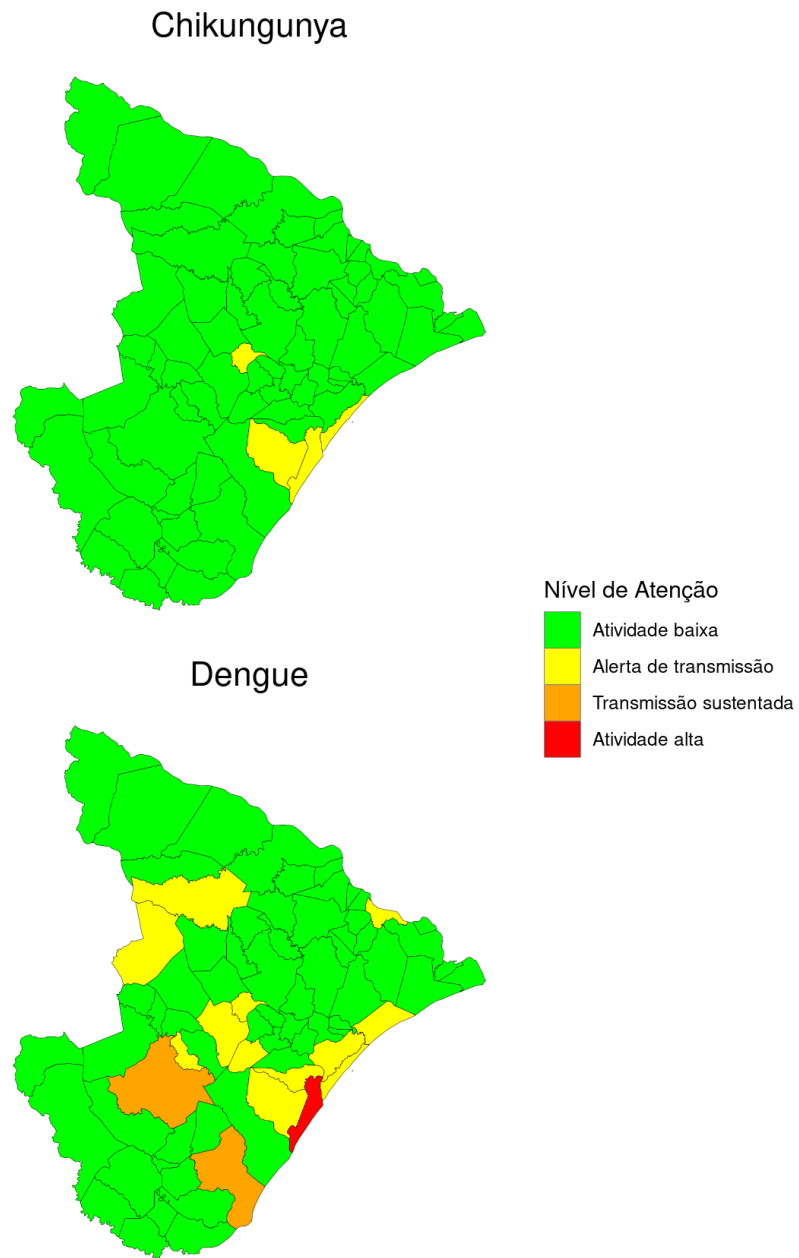 Chikungunya
Nível de Atenção
Atividade baixa
Alerta de transmissão
Transmissão sustentada
Atividade alta
Dengue